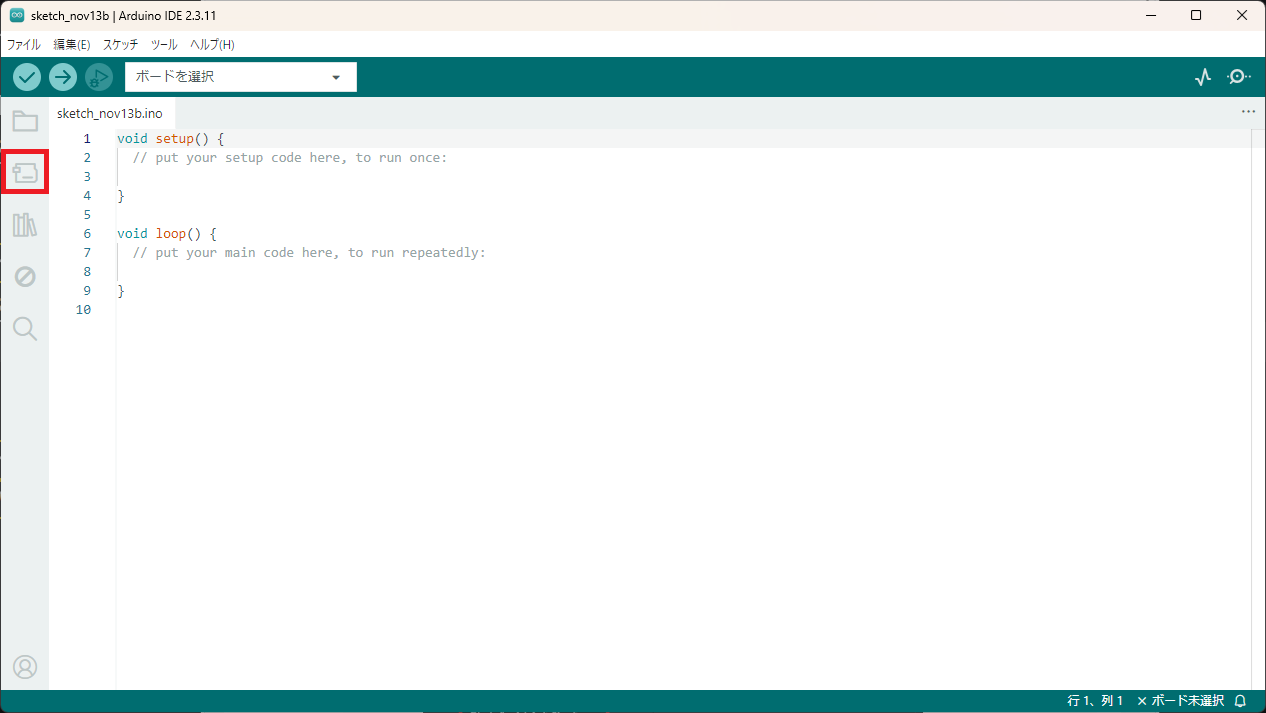 sketch_nov13b | Arduino IDE 2.3.11
ファイル 編集(E) スケッチ ツール ヘルプ(H)
ボードを選択
sketch_nov13b.ino
1 void setup() {
2 // put your setup code here, to run once:
3
4 }
5
6 void loop() {
7 // put your main code here, to run repeatedly:
8
9 }
10
行 1、列 1 ボード未選択